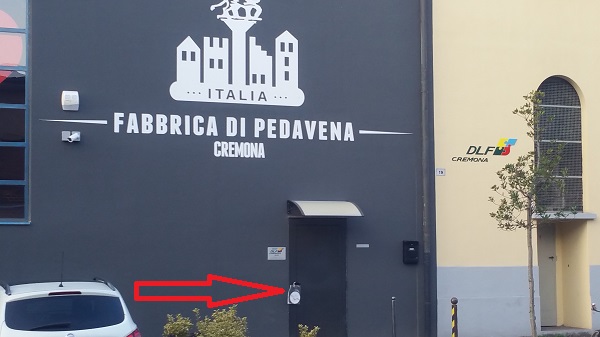 ··· ITALIA ···
FABBRICA DI PEDAVENA
CREMONA
DLF
CREMONA